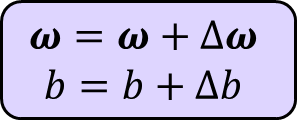 𝝎 = 𝝎 + Δ𝝎
b = b + Δb